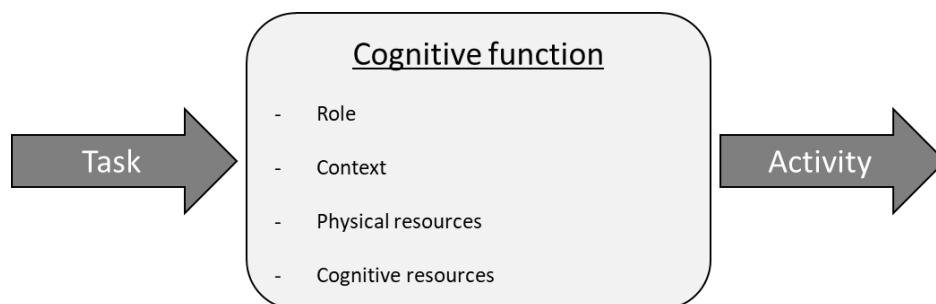 Cognitive function
- Role
Task
- Context
Activity
- Physical resources
- Cognitive resources